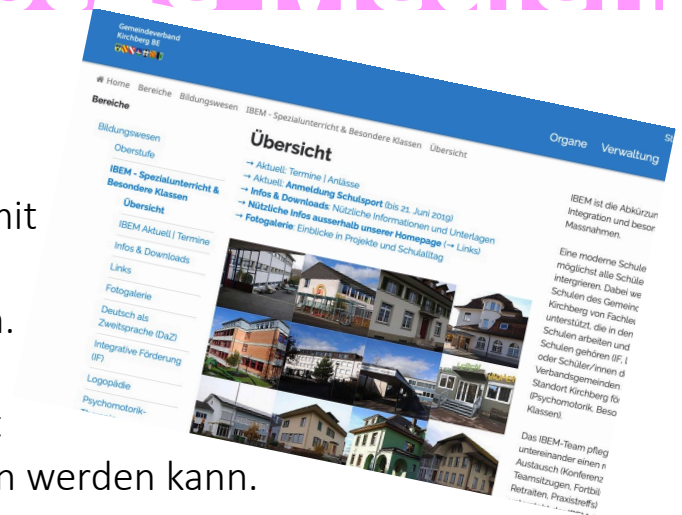 Gemeindeverband
Kirchberg BE
Home Bereiche Bildungswesen IBEM - Spezialunterricht & Besondere Klassen Übersicht
Organe Verwaltung
Bereiche
Bildungswesen
Oberstufe
IBEM - Spezialunterricht &
Besondere Klassen
Übersicht
IBEM Aktuell | Termine
Infos & Downloads
Links
Fotogalerie
Deutsch als
Zweitsprache (DaZ)
Integrative Förderung
(IF)
Logopädie
Psychomotorik-
Übersicht
→ Aktuell: Termine | Anlässe
→ Aktuell: Anmeldung Schulsport (bis 21. Juni 2019)
→ Infos & Downloads: Nützliche Informationen und Unterlagen
→ Nützliche Infos ausserhalb unserer Homepage (→ Links)
→ Fotogalerie: Einblicke in Projekte und Schulalltag
IBEM ist die Abkürzun
Integration und besor
Massnahmen.
Eine moderne Schule
möglichst alle Schüle
intergrieren. Dabei we
Schulen des Gemeinc
Kirchberg von Fachleu
unterstützt, die in den
Schulen arbeiten und
Schulen gehören (IF, L
oder Schüler/innen d
Verbandsgemeinden
Standort Kirchberg fö
(Psychomotorik, Beso
Klassen).
Das IBEM-Team pfleg
untereinander einen r
Austausch (Konferenz
Teamsitzugen, Fortbil
Retraiten, Praxistreffs)
mit
n werden kann.